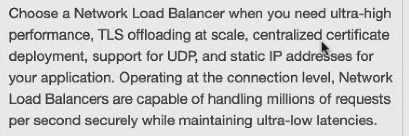 Choose a Network Load Balancer when you need ultra-high
performance, TLS offloading at scale, centralized certificate
deployment, support for UDP, and static IP addresses for
your application. Operating at the connection level, Network
Load Balancers are capable of handling millions of requests
per second securely while maintaining ultra-low latencies.